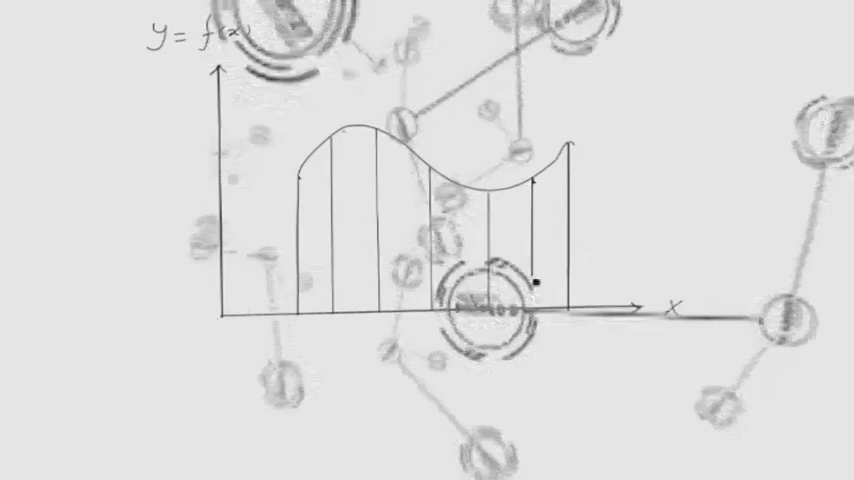 y = f(x)
x